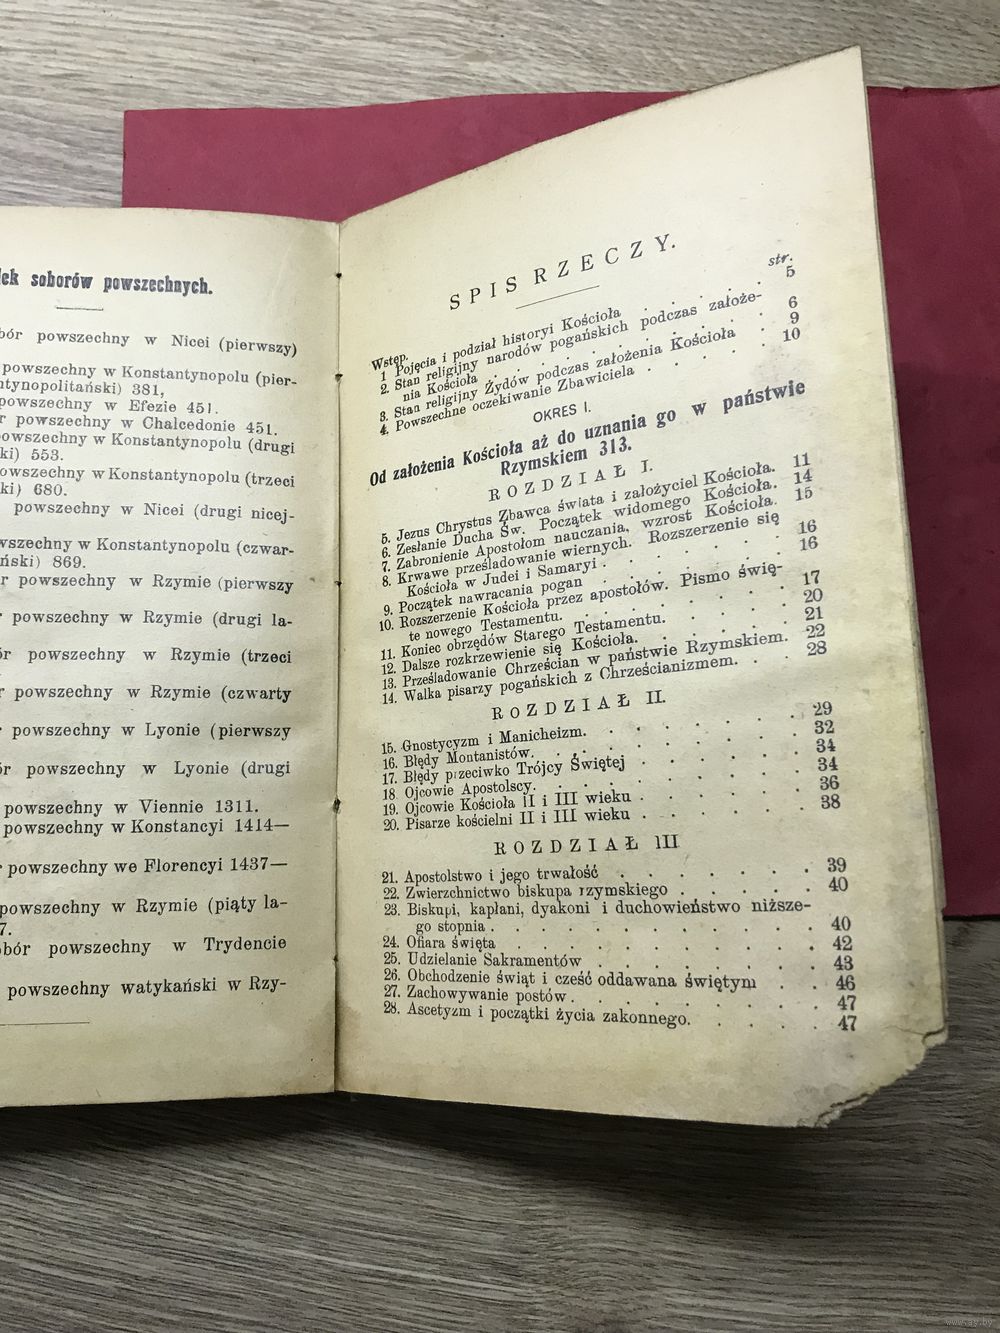 soborów powszechnych.
powszechny w Nicei (pierwszy)
powszechny w Konstantynopolu (pier-
381,
powszechny w Efezie 451.
powszechny w Chalcedonie 451.
powszechny w Konstantynopolu (drugi
ki) 553.
powszechny w Konstantynopolu (trzeci
ki) 680.
powszechny w Nicei (drugi nicej-
w Konstantynopolu (czwar-
869.
powszechny w Rzymie (pierwszy
powszechny w Rzymie (drugi la-
powszechny w Rzymie (trzeci
powszechny w Rzymie (czwarty
powszechny w Lyonie (pierwszy
powszechny w Lyonie (drugi
powszechny w Viennie 1311.
powszechny w Konstancyi 1414—
powszechny we Florencyi 1437—
powszechny w Rzymie (piąty la-
7.
powszechny w Trydencie
powszechny watykański w Rzy-
SPIS RZECZY.
str.
Wstęp.
1 Pojęcia i podział historyi Kościoła . . . . . 5
2. Stan religijny narodów pogańskich podczas założe-
nia Kościoła . . . . . . . . 6
3. Stan religijny Żydów podczas założenia Kościoła . 9
4. Powszechne oczekiwanie Zbawiciela . . . . . 10
OKRES I.
Od założenia Kościoła aż do uznania go w państwie
Rzymskiem 313.
ROZDZIAŁ I.
5. Jezus Chrystus Zbawca świata i założyciel Kościoła. 11
6. Zesłanie Ducha Św. Początek widomego Kościoła. 14
7. Zabronienie Apostołom nauczania, wzrost Kościoła. 15
8. Krwawe prześladowanie wiernych. Rozszerzenie się
Kościoła w Judei i Samaryi . . . . . . 16
9. Początek nawracania pogan . . . . . . 16
10. Rozszerzenie Kościoła przez apostołów. Pismo świę-
te nowego Testamentu. . . . . . . . 17
11. Koniec obrzędów Starego Testamentu. . . . . 20
12. Dalsze rozkrzewienie się Kościoła. . . . . . 21
13. Prześladowanie Chrześcian w państwie Rzymskiem. 22
14. Walka pisarzy pogańskich z Chrześcianizmem. . . 28
ROZDZIAŁ II.
15. Gnostycyzm i Manicheizm. . . . . . . 29
16. Błędy Montanistów. . . . . . . . . 32
17. Błędy przeciwko Trójcy Świętej . . . . . 34
18. Ojcowie Apostolscy. . . . . . . . . 34
19. Ojcowie Kościoła II i III wieku . . . . . . 36
20. Pisarze kościelni II i III wieku . . . . . . 38
ROZDZIAŁ III
21. Apostolstwo i jego trwałość . . . . . . 39
22. Zwierzchnictwo biskupa rzymskiego . . . . . 40
23. Biskupi, kapłani, dyakoni i duchowieństwo niższe-
go stopnia . . . . . . . . . . 40
24. Ofiara święta . . . . . . . . . 42
25. Udzielanie Sakramentów . . . . . . . 43
26. Obchodzenie świąt i cześć oddawana świętym . . 46
27. Zachowywanie postów . . . . . . . 47
28. Ascetyzm i początki życia zakonnego. . . . . 47
www.ay.by